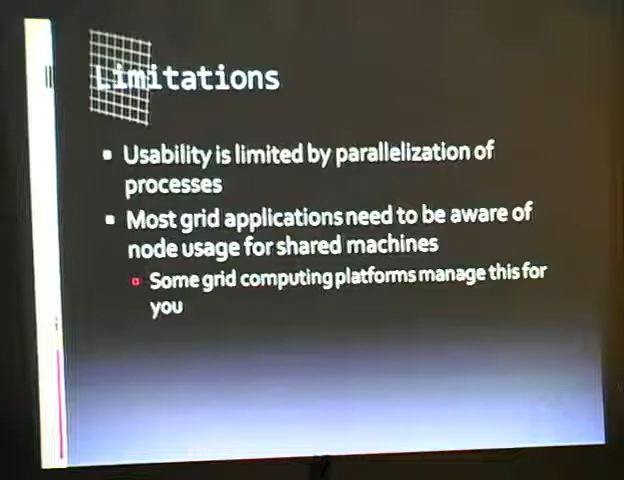 Limitations
Usability is limited by parallelization of
processes
Most grid applications need to be aware of
node usage for shared machines
Some grid computing platforms manage this for
you